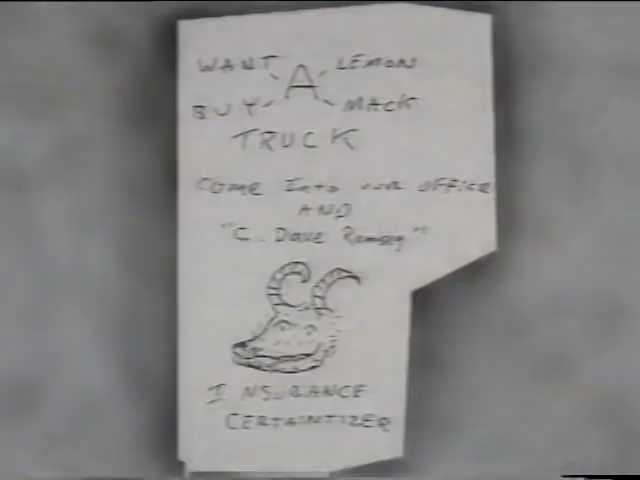 WANT A LEMON
BUY MACK
TRUCK
COME INTO OUR OFFICE
AND
"C.. Dave Ramsey"
INSURANCE
CERTAINTIZER